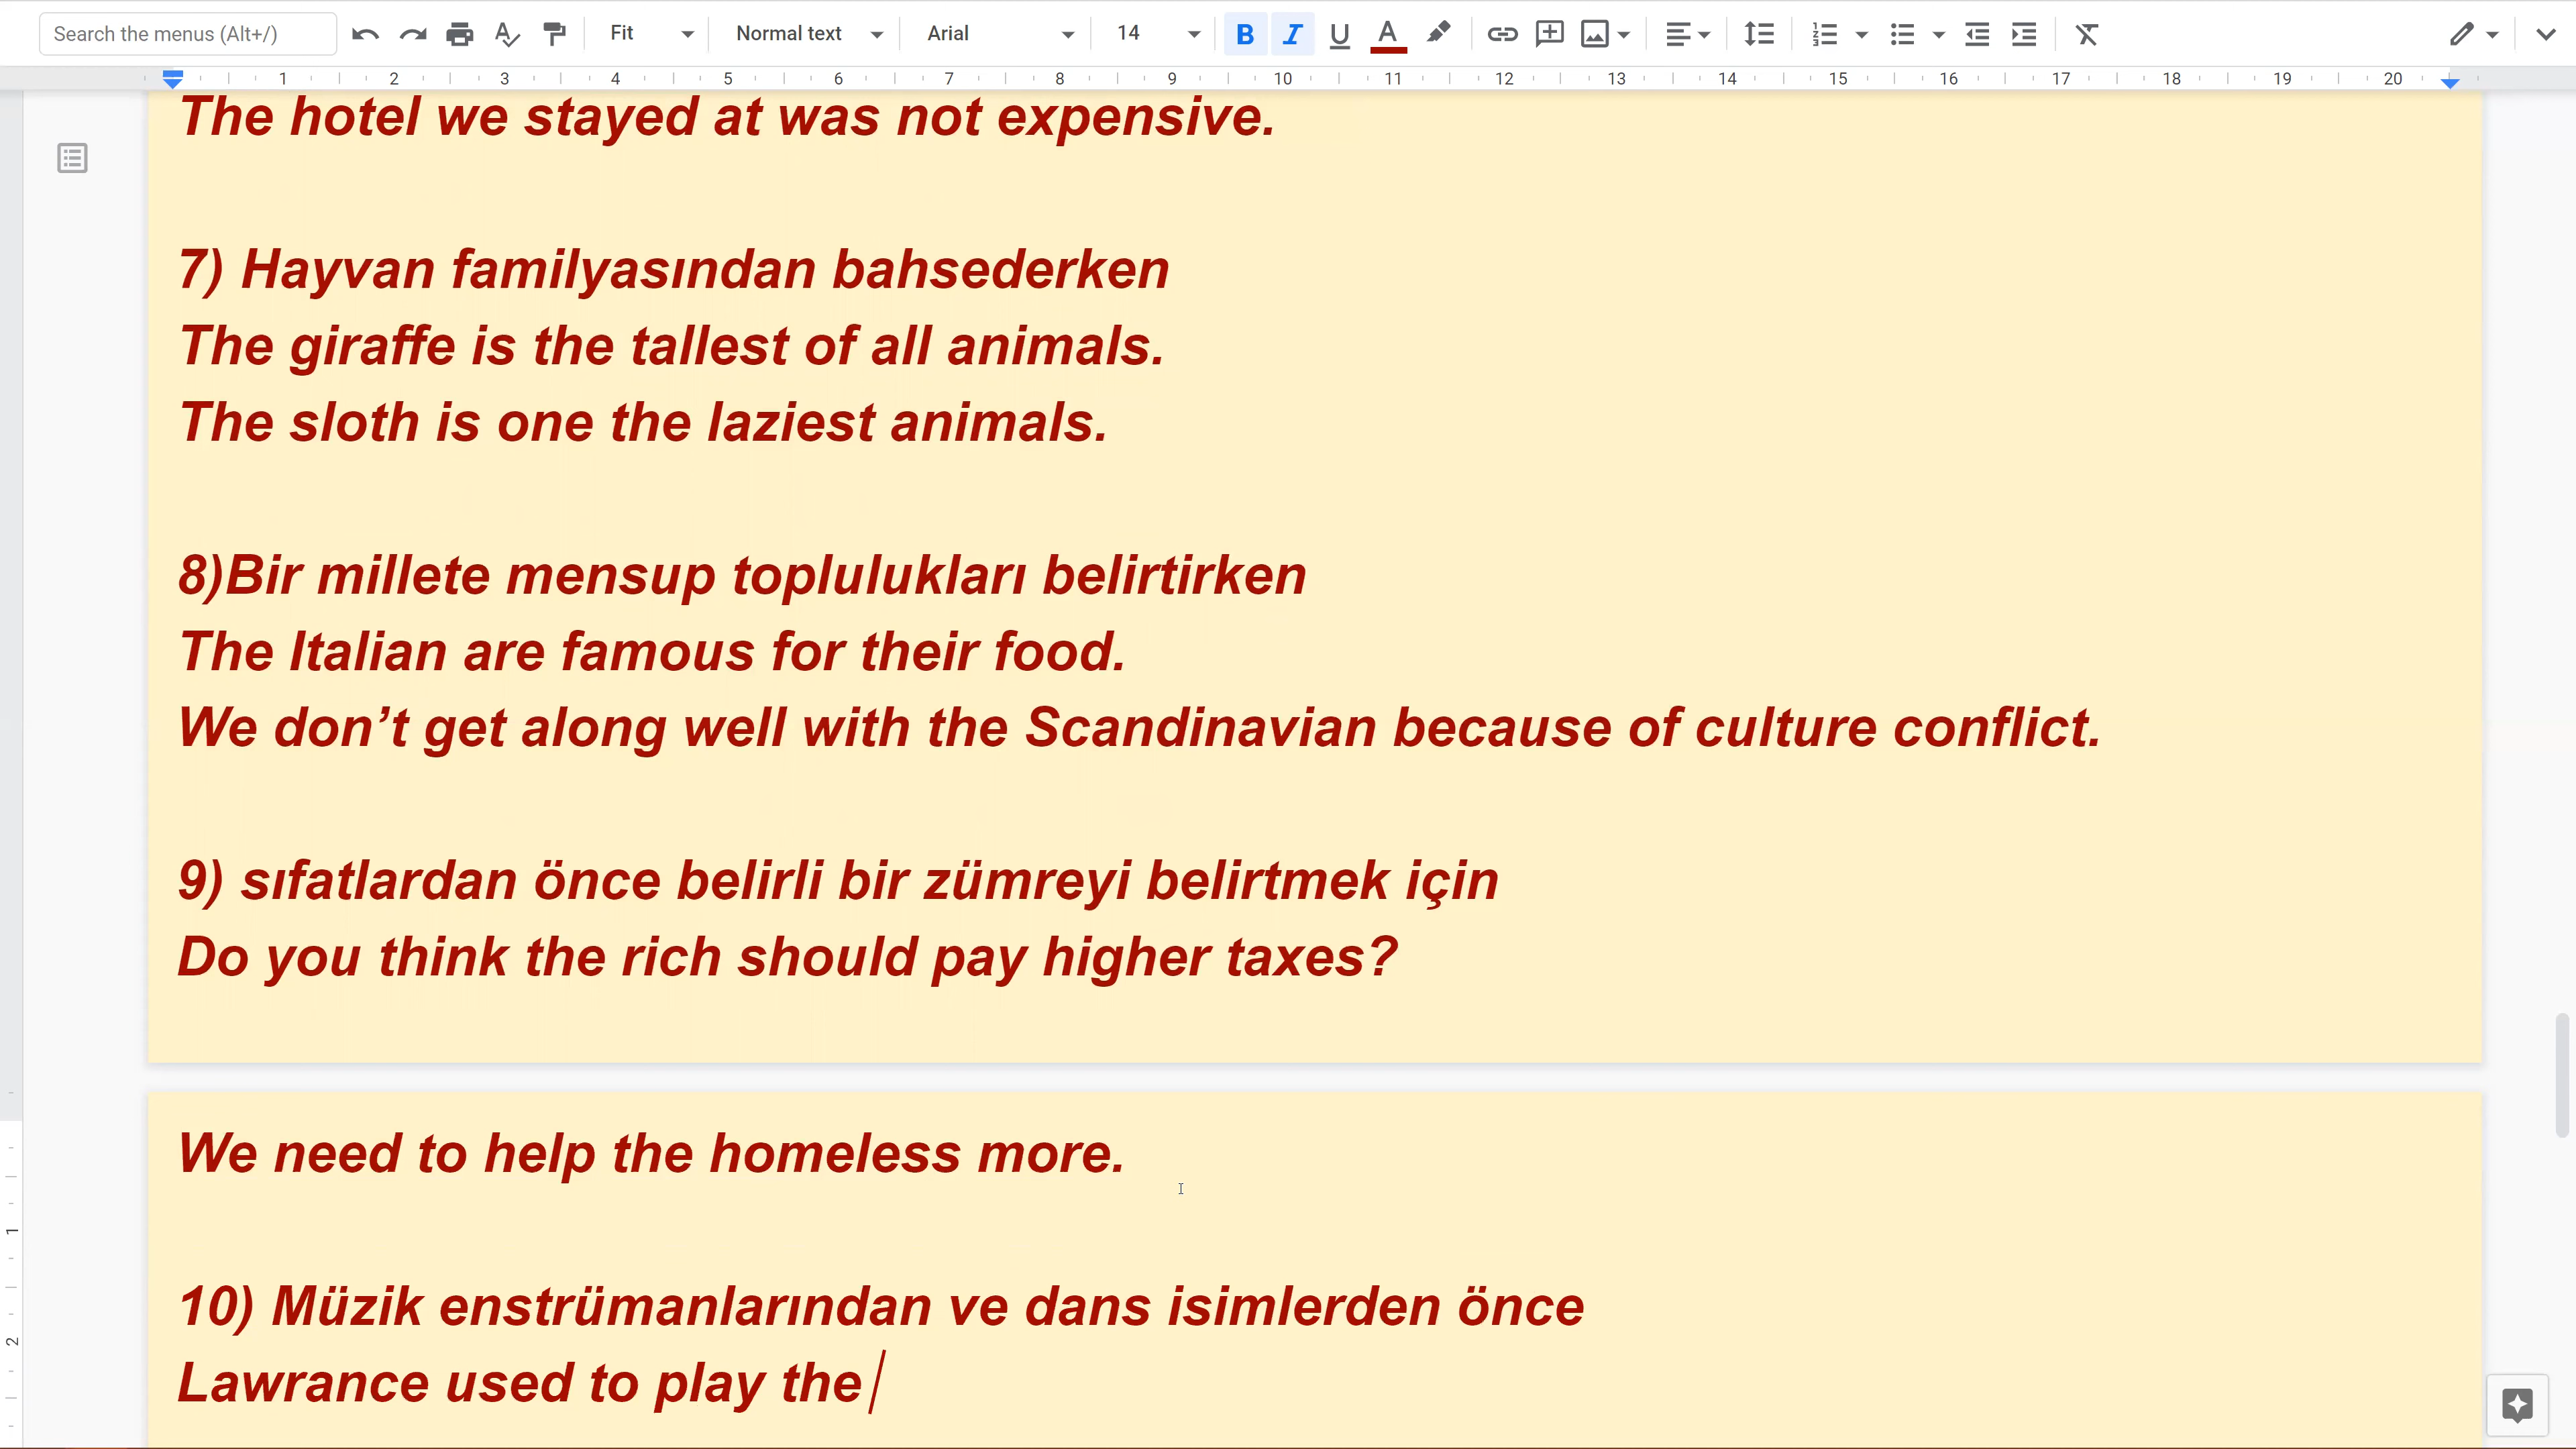 Search the menus (Alt+/) Fit Normal text Arial 14 B I U A
1 2 3 4 5 6 7 8 9 10 11 12 13 14 15 16 17 18 19 20
The hotel we stayed at was not expensive.
7) Hayvan familyasından bahsederken
The giraffe is the tallest of all animals.
The sloth is one the laziest animals.
8)Bir millete mensup toplulukları belirtirken
The Italian are famous for their food.
We don’t get along well with the Scandinavian because of culture conflict.
9) sıfatlardan önce belirli bir zümreyi belirtmek için
Do you think the rich should pay higher taxes?
We need to help the homeless more.
1
10) Müzik enstrümanlarından ve dans isimlerden önce
2
Lawrance used to play the